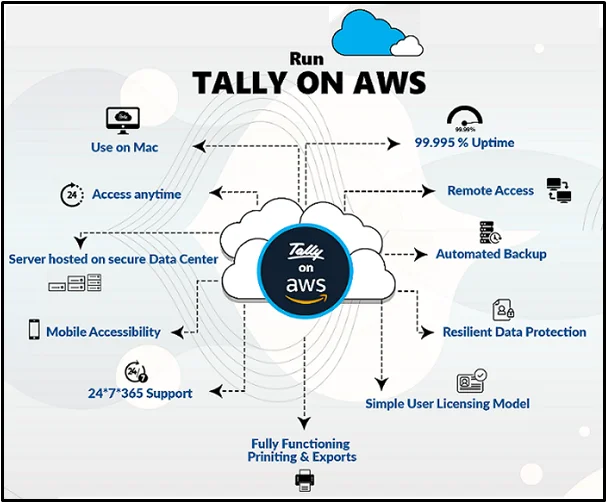 Run
TALLY ON AWS
Use on Mac
99.99%
99.995 % Uptime
Access anytime
24
Remote Access
Server hosted on secure Data Center
Automated Backup
Tally
on
aws
Mobile Accessibility
Resilient Data Protection
24/7
24*7*365 Support
Simple User Licensing Model
Fully Functioning
Priniting & Exports